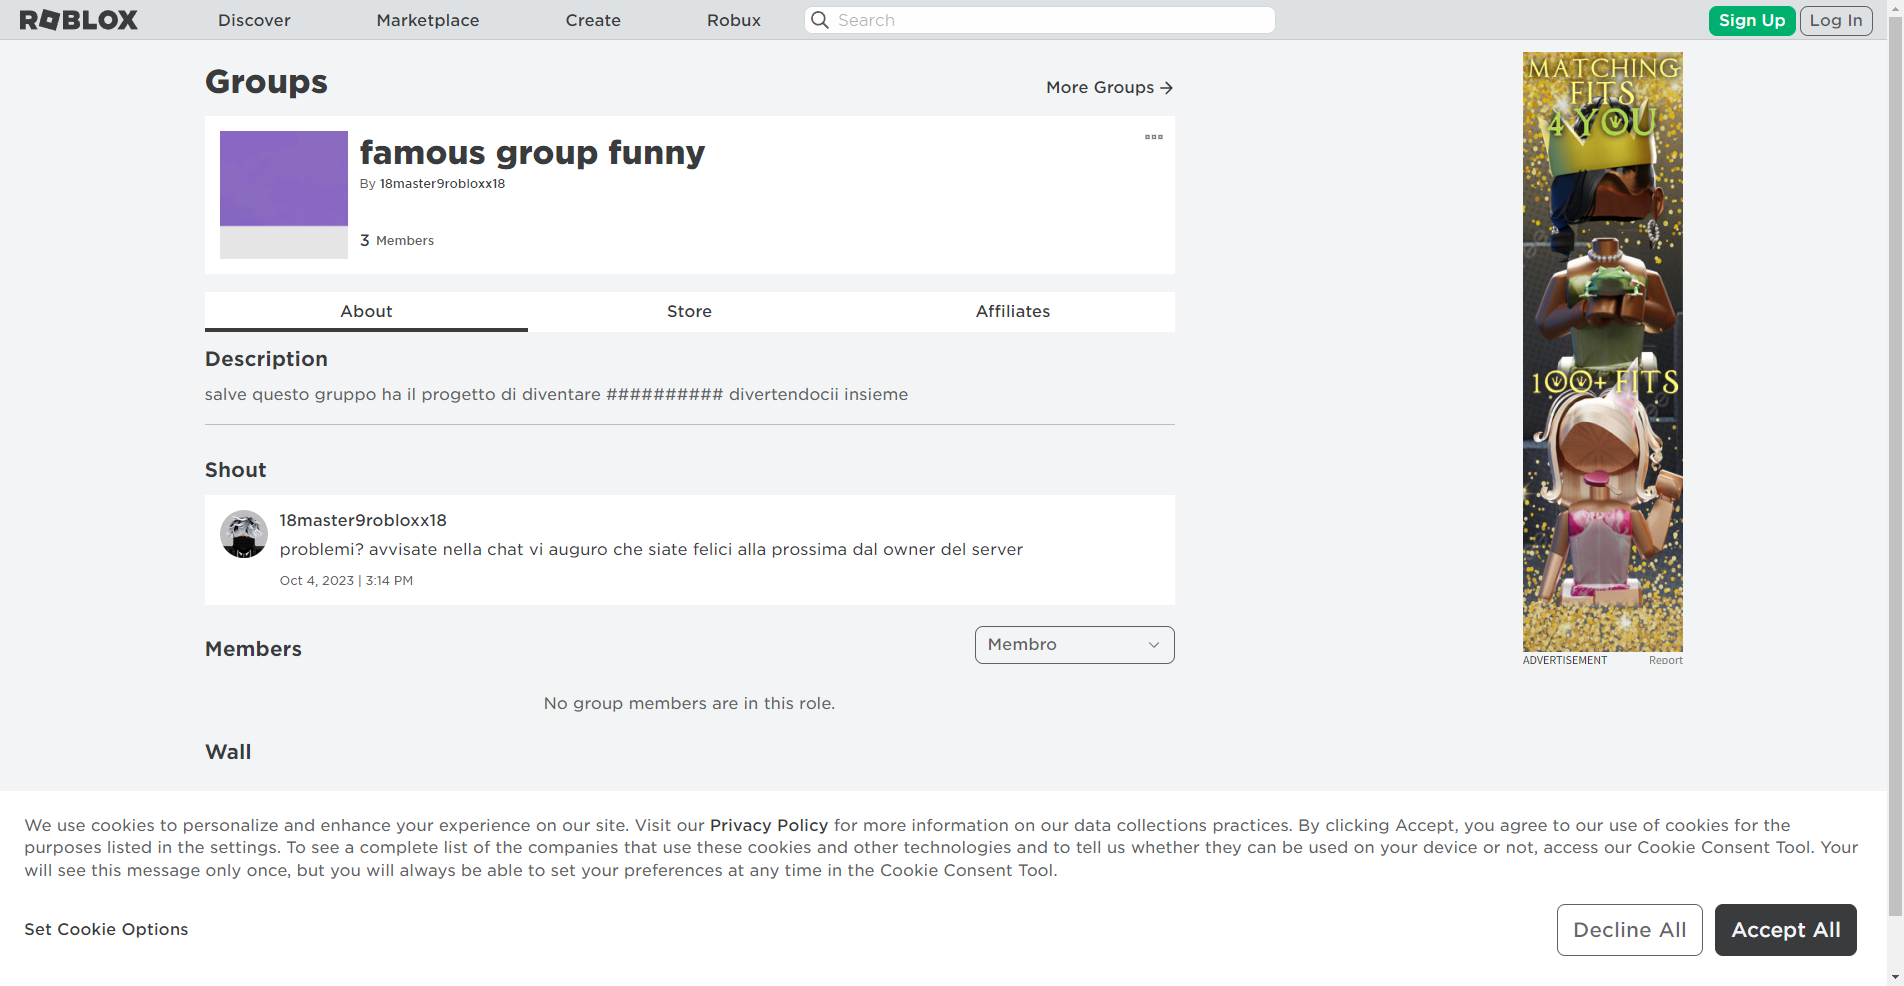 ROBLOX
Discover
Marketplace
Create
Robux
Search
Sign Up
Log In
Groups
More Groups
famous group funny
By 18master9robloxx18
3 Members
About
Store
Affiliates
Description
salve questo gruppo ha il progetto di diventare ########## divertendocii insieme
Shout
18master9robloxx18
problemi? avvisate nella chat vi auguro che siate felici alla prossima dal owner del server
Oct 4, 2023 | 3:14 PM
Members
Membro
No group members are in this role.
Wall
MATCHING
FITS
4 YOU
100+ FITS
ADVERTISEMENT
Report
We use cookies to personalize and enhance your experience on our site. Visit our Privacy Policy for more information on our data collections practices. By clicking Accept, you agree to our use of cookies for the
purposes listed in the settings. To see a complete list of the companies that use these cookies and other technologies and to tell us whether they can be used on your device or not, access our Cookie Consent Tool. Your
will see this message only once, but you will always be able to set your preferences at any time in the Cookie Consent Tool.
Set Cookie Options
Decline All
Accept All